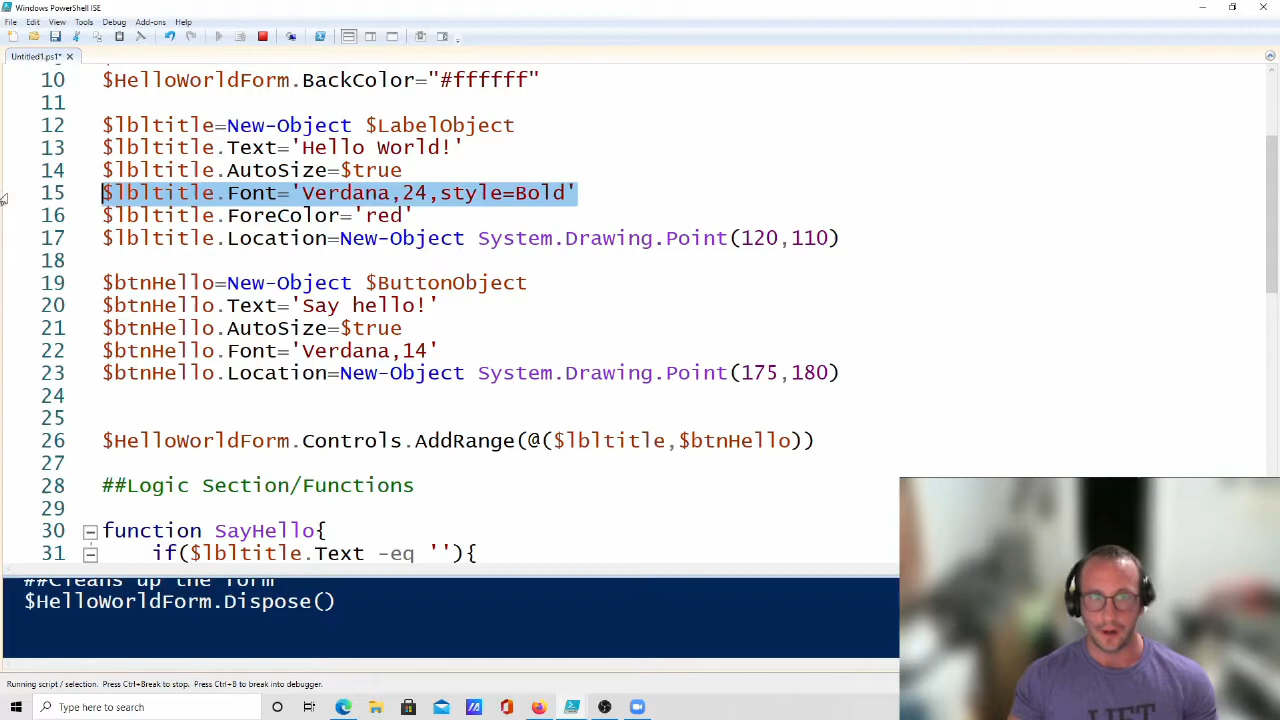 Windows PowerShell ISE
File Edit View Tools Debug Add-ons Help
Untitled1.ps1*
10 $HelloWorldForm.BackColor="#ffffff"
11
12 $lbltitle=New-Object $LabelObject
13 $lbltitle.Text='Hello World!'
14 $lbltitle.AutoSize=$true
15 $lbltitle.Font='Verdana,24,style=Bold'
16 $lbltitle.ForeColor='red'
17 $lbltitle.Location=New-Object System.Drawing.Point(120,110)
18
19 $btnHello=New-Object $ButtonObject
20 $btnHello.Text='Say hello!'
21 $btnHello.AutoSize=$true
22 $btnHello.Font='Verdana,14'
23 $btnHello.Location=New-Object System.Drawing.Point(175,180)
24
25
26 $HelloWorldForm.Controls.AddRange(@($lbltitle,$btnHello))
27
28 ##Logic Section/Functions
29
30 function SayHello{
31 if($lbltitle.Text -eq ''){
##Cleans up the form
$HelloWorldForm.Dispose()
Running script / selection. Press Ctrl+Break to stop. Press Ctrl+B to break into debugger.
Type here to search